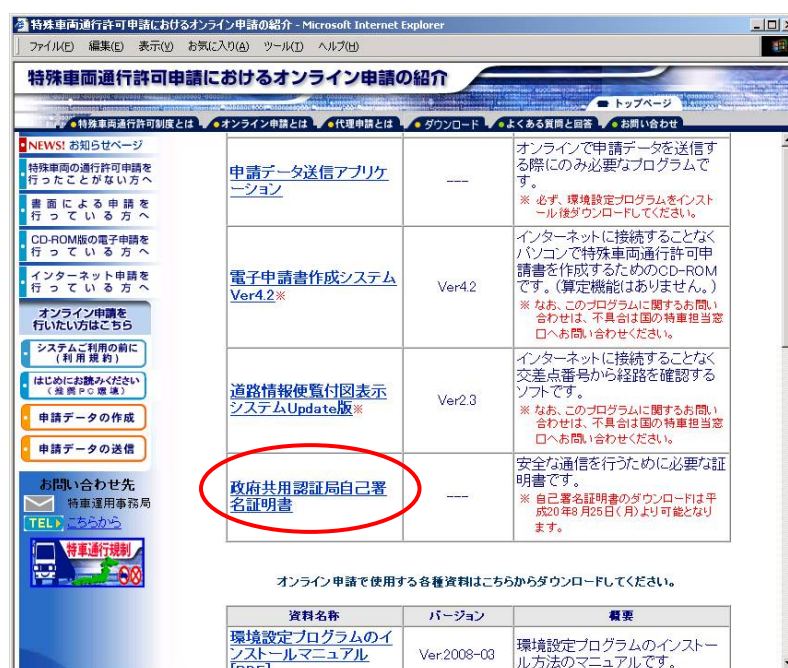 特殊車両通行許可申請におけるオンライン申請の紹介 - Microsoft Internet Explorer
ファイル(F) 編集(E) 表示(V) お気に入り(A) ツール(T) ヘルプ(H)
特殊車両通行許可申請におけるオンライン申請の紹介
トップページ
●特殊車両通行許可制度とは ●オンライン申請とは ●代理申請とは ●ダウンロード ●よくある質問と回答 ●お問い合わせ
NEWS! お知らせページ
特殊車両の通行許可申請を
行ったことがない方へ
書面による申請を
行っている方へ
CD-ROM版の電子申請を
行っている方へ
インターネット申請を
行っている方へ
オンライン申請を
行いたい方はこちら
システムご利用の前に
(利用規約)
はじめにお読みください
(推奨PC環境)
申請データの作成
申請データの送信
お問い合わせ先
特車運用事務局
TEL こちらから
特車通行規制
申請データ送信アプリケ
ーション
---
オンラインで申請データを送信す
る際にのみ必要なプログラムで
す。
※ 必ず、環境設定プログラムをインスト
ール後ダウンロードしてください。
電子申請書作成システム
Ver4.2※
Ver4.2
インターネットに接続することなく
パソコンで特殊車両通行許可申
請書を作成するためのCD-ROM
です。(算定機能はありません。)
※ なお、このプログラムに関するお問い
合わせは、不具合は国の特車担当窓
口へお問い合わせください。
道路情報便覧付図表示
システムUpdate版※
Ver2.3
インターネットに接続することなく
交差点番号から経路を確認する
ソフトです。
※ なお、このプログラムに関するお問い
合わせは、不具合は国の特車担当窓
口へお問い合わせください。
政府共用認証局自己署
名証明書
---
安全な通信を行うために必要な証
明書です。
※ 自己署名証明書のダウンロードは平
成20年8月25日(月)より可能となり
ます。
オンライン申請で使用する各種資料はこちらからダウンロードしてください。
資料名称 バージョン 概要
環境設定プログラムのイ
ンストールマニュアル
[PDF]
Ver.2008-03
環境設定プログラムのインストー
ル方法のマニュアルです。